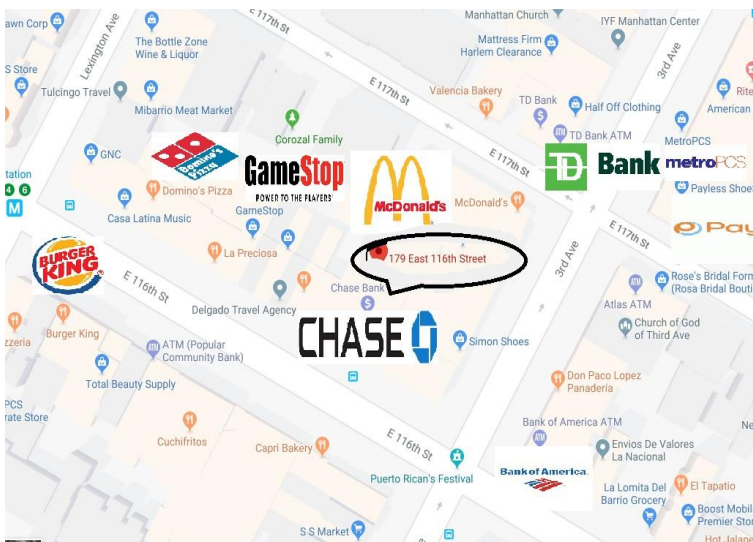 Manhattan Church
awn Corp
E 117th St
IYF Manhattan Center
Lexington Ave
The Bottle Zone
Wine & Liquor
Mattress Firm
Harlem Clearance
3rd Ave
S Store
E 117th St
Tulcingo Travel
Valencia Bakery
Rite
TD Bank
Half Off Clothing
American
Mibarrio Meat Market
Corozal Family
TD Bank ATM
MetroPCS
GNC
Domino's
Pizza
GameStop
POWER TO THE PLAYERS
McDonald's
E 117th St
TD Bank
metroPCS
tation
4 6
M
Domino's Pizza
McDonald's
Payless Shoe
Casa Latina Music
GameStop
E 117th St
Pay
BURGER
KING
La Preciosa
179 East 116th Street
3rd Ave
E 116th St
Chase Bank
Rose's Bridal Form
(Rosa Bridal Bouti
Delgado Travel Agency
Atlas ATM
CHASE
Church of God
of Third Ave
Burger King
zzeria
ATM (Popular
Community Bank)
Simon Shoes
Total Beauty Supply
Don Paco Lopez
Panadería
PCS
rate Store
Bank of America ATM
Ne
Cuchifritos
Capri Bakery
E 116th St
Envios De Valores
La Nacional
Puerto Rican's Festival
Bank of America
La Lomita Del
Barrio Grocery
El Tapatio
S S Market
Boost Mobil
Premier Stor
Hot Jalape